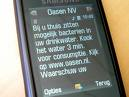 Oasen NV
Bij u thuis zitten
mogelijk bacteriën in
uw drinkwater. Kook
het water 3 min.
voor consumptie. Kijk
op www.oasen.nl.
Waarschuw uw
Opties
Terug